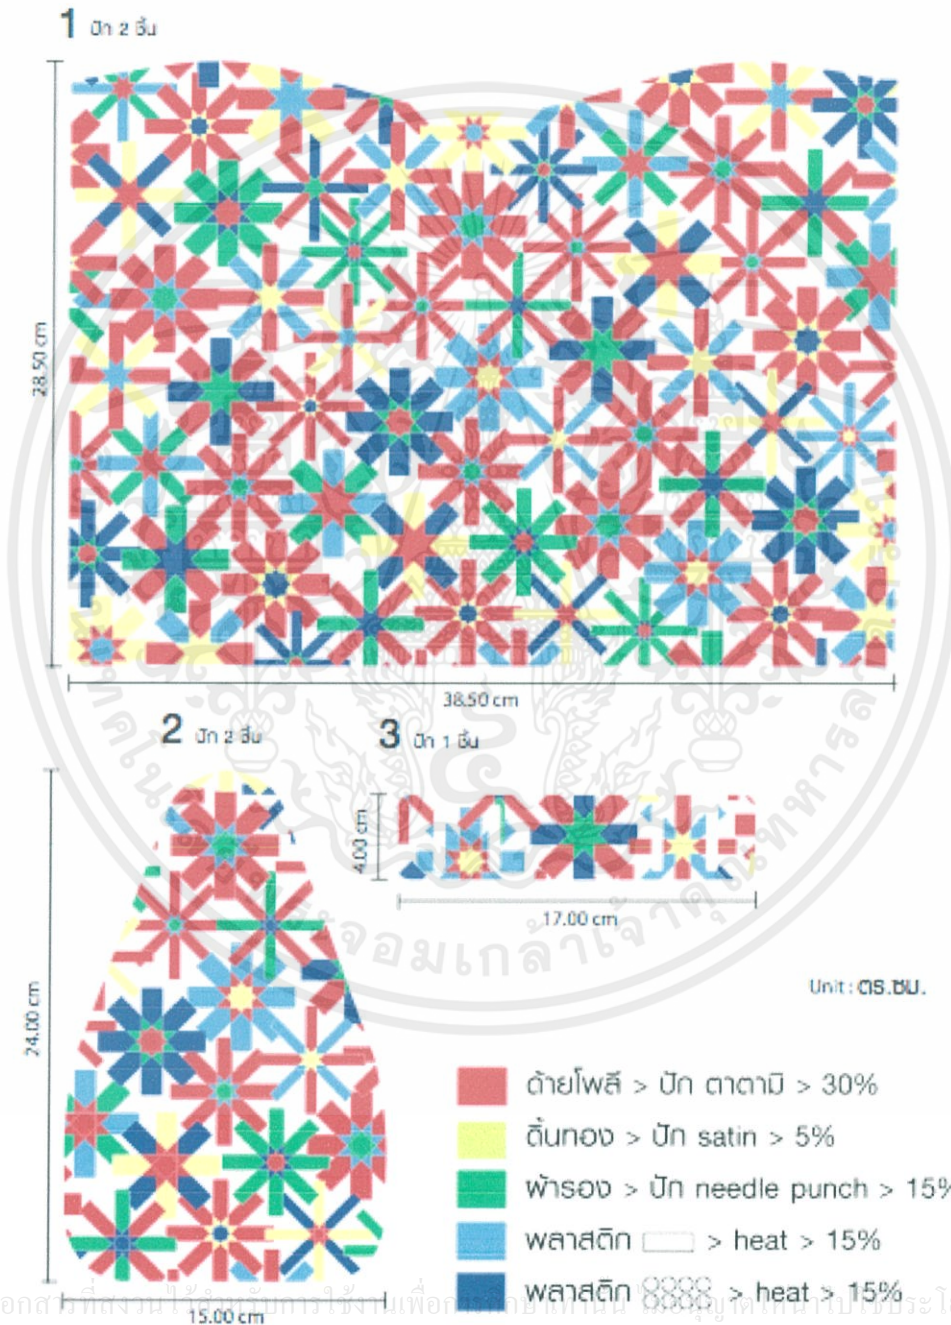 1 ปัก 2 ชิ้น
28.50 cm
38.50 cm
2 ปัก 2 ชิ้น
3 ปัก 1 ชิ้น
4.00 cm
17.00 cm
24.00 cm
15.00 cm
Unit : ตร.ซม.
ด้ายโพลี > ปัก ตาตามิ > 30%
ดิ้นทอง > ปัก satin > 5%
ผ้ารอง > ปัก needle punch > 15%
พลาสติก > heat > 15%
พลาสติก > heat > 15%